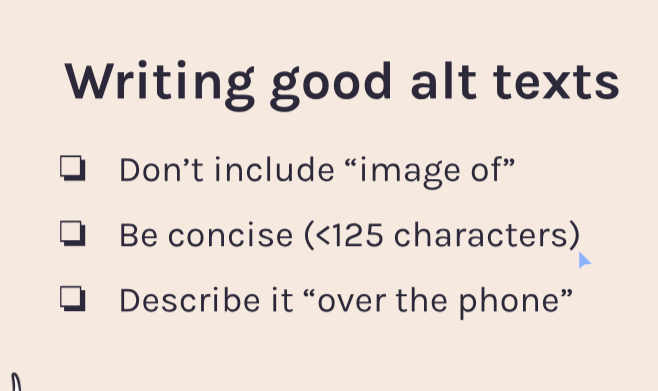 Writing good alt texts
❏ Don’t include “image of”
❏ Be concise (<125 characters)
❏ Describe it “over the phone”